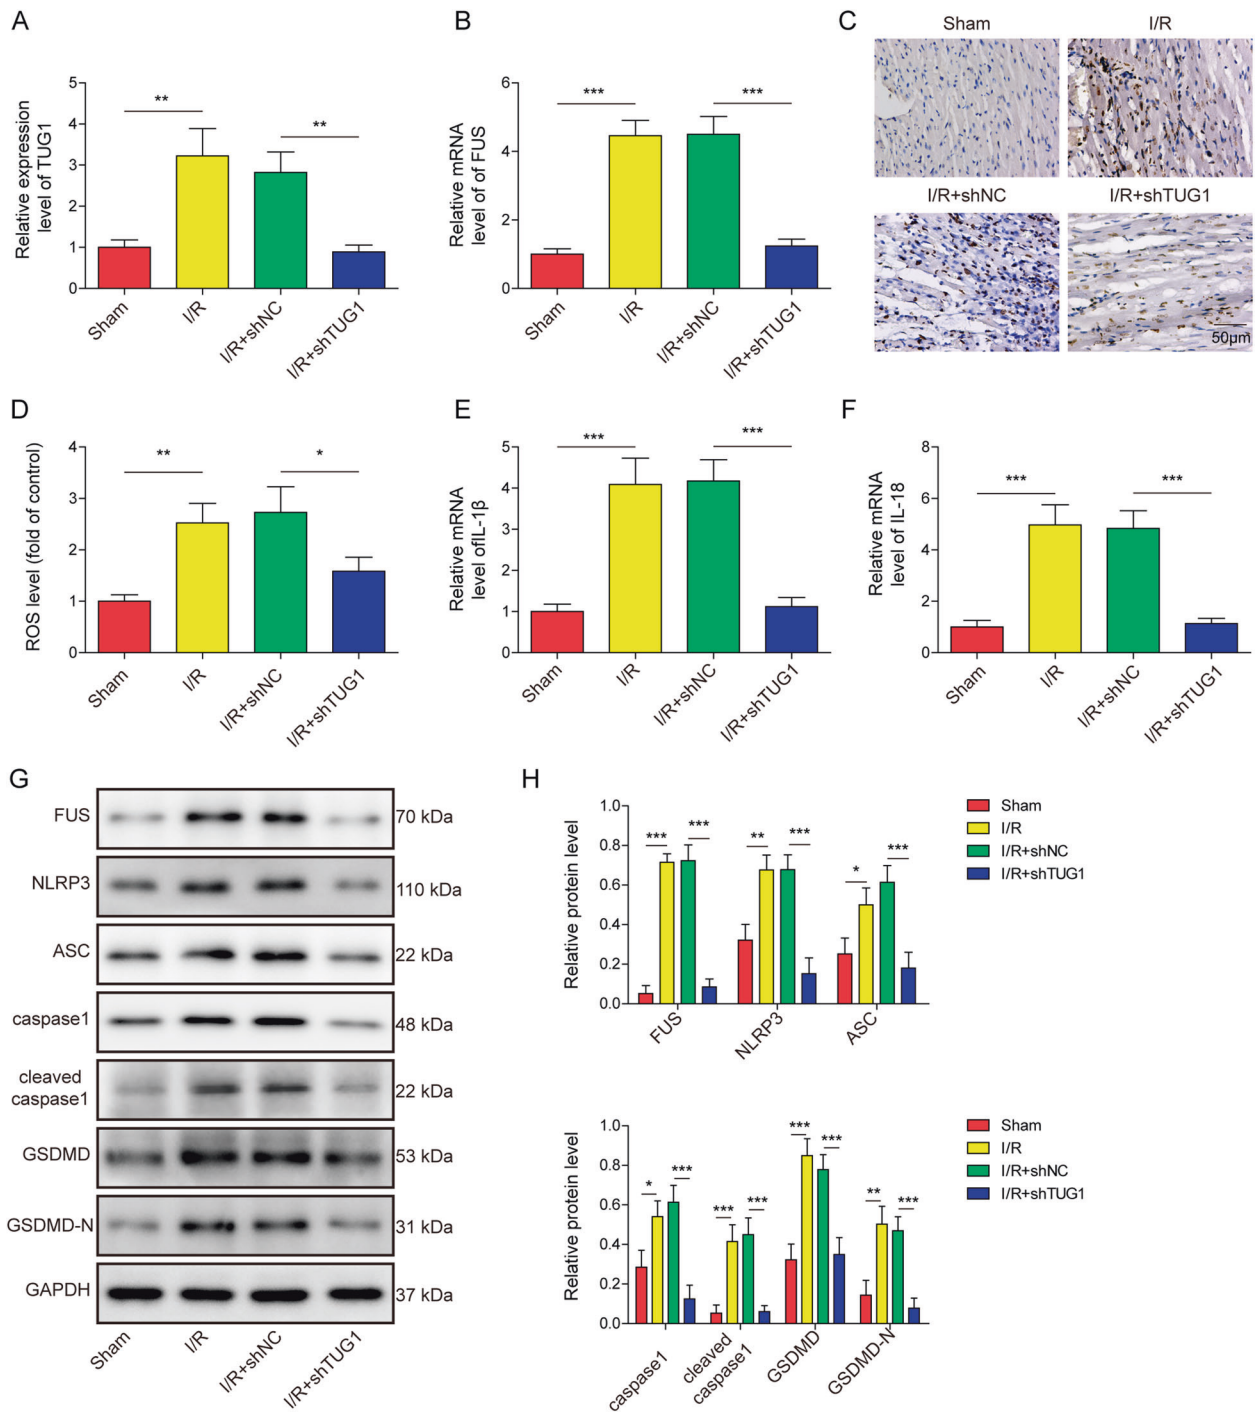 A
Relative expression
level of TUG1
5
4
3
2
1
0
**
**
Sham
I/R
I/R+shNC
I/R+shTUG1
B
Relative mRNA
level of of FUS
6
4
2
0
***
***
Sham
I/R
I/R+shNC
I/R+shTUG1
C
Sham
I/R
I/R+shNC
I/R+shTUG1
50μm
D
ROS level (fold of control)
4
3
2
1
0
**
*
Sham
I/R
I/R+shNC
I/R+shTUG1
E
Relative mRNA
level ofIL-1β
5
4
3
2
1
0
***
***
Sham
I/R
I/R+shNC
I/R+shTUG1
F
Relative mRNA
level of IL-18
8
6
4
2
0
***
***
Sham
I/R
I/R+shNC
I/R+shTUG1
G
FUS
70 kDa
NLRP3
110 kDa
ASC
22 kDa
caspase1
48 kDa
cleaved
caspase1
22 kDa
GSDMD
53 kDa
GSDMD-N
31 kDa
GAPDH
37 kDa
Sham
I/R
I/R+shNC
I/R+shTUG1
H
Relative protein level
1.0
0.8
0.6
0.4
0.2
0.0
***
***
**
***
*
***
FUS
NLRP3
ASC
Sham
I/R
I/R+shNC
I/R+shTUG1
Relative protein level
1.0
0.8
0.6
0.4
0.2
0.0
*
***
***
***
***
***
**
***
caspase1
cleaved
caspase1
GSDMD
GSDMD-N
Sham
I/R
I/R+shNC
I/R+shTUG1